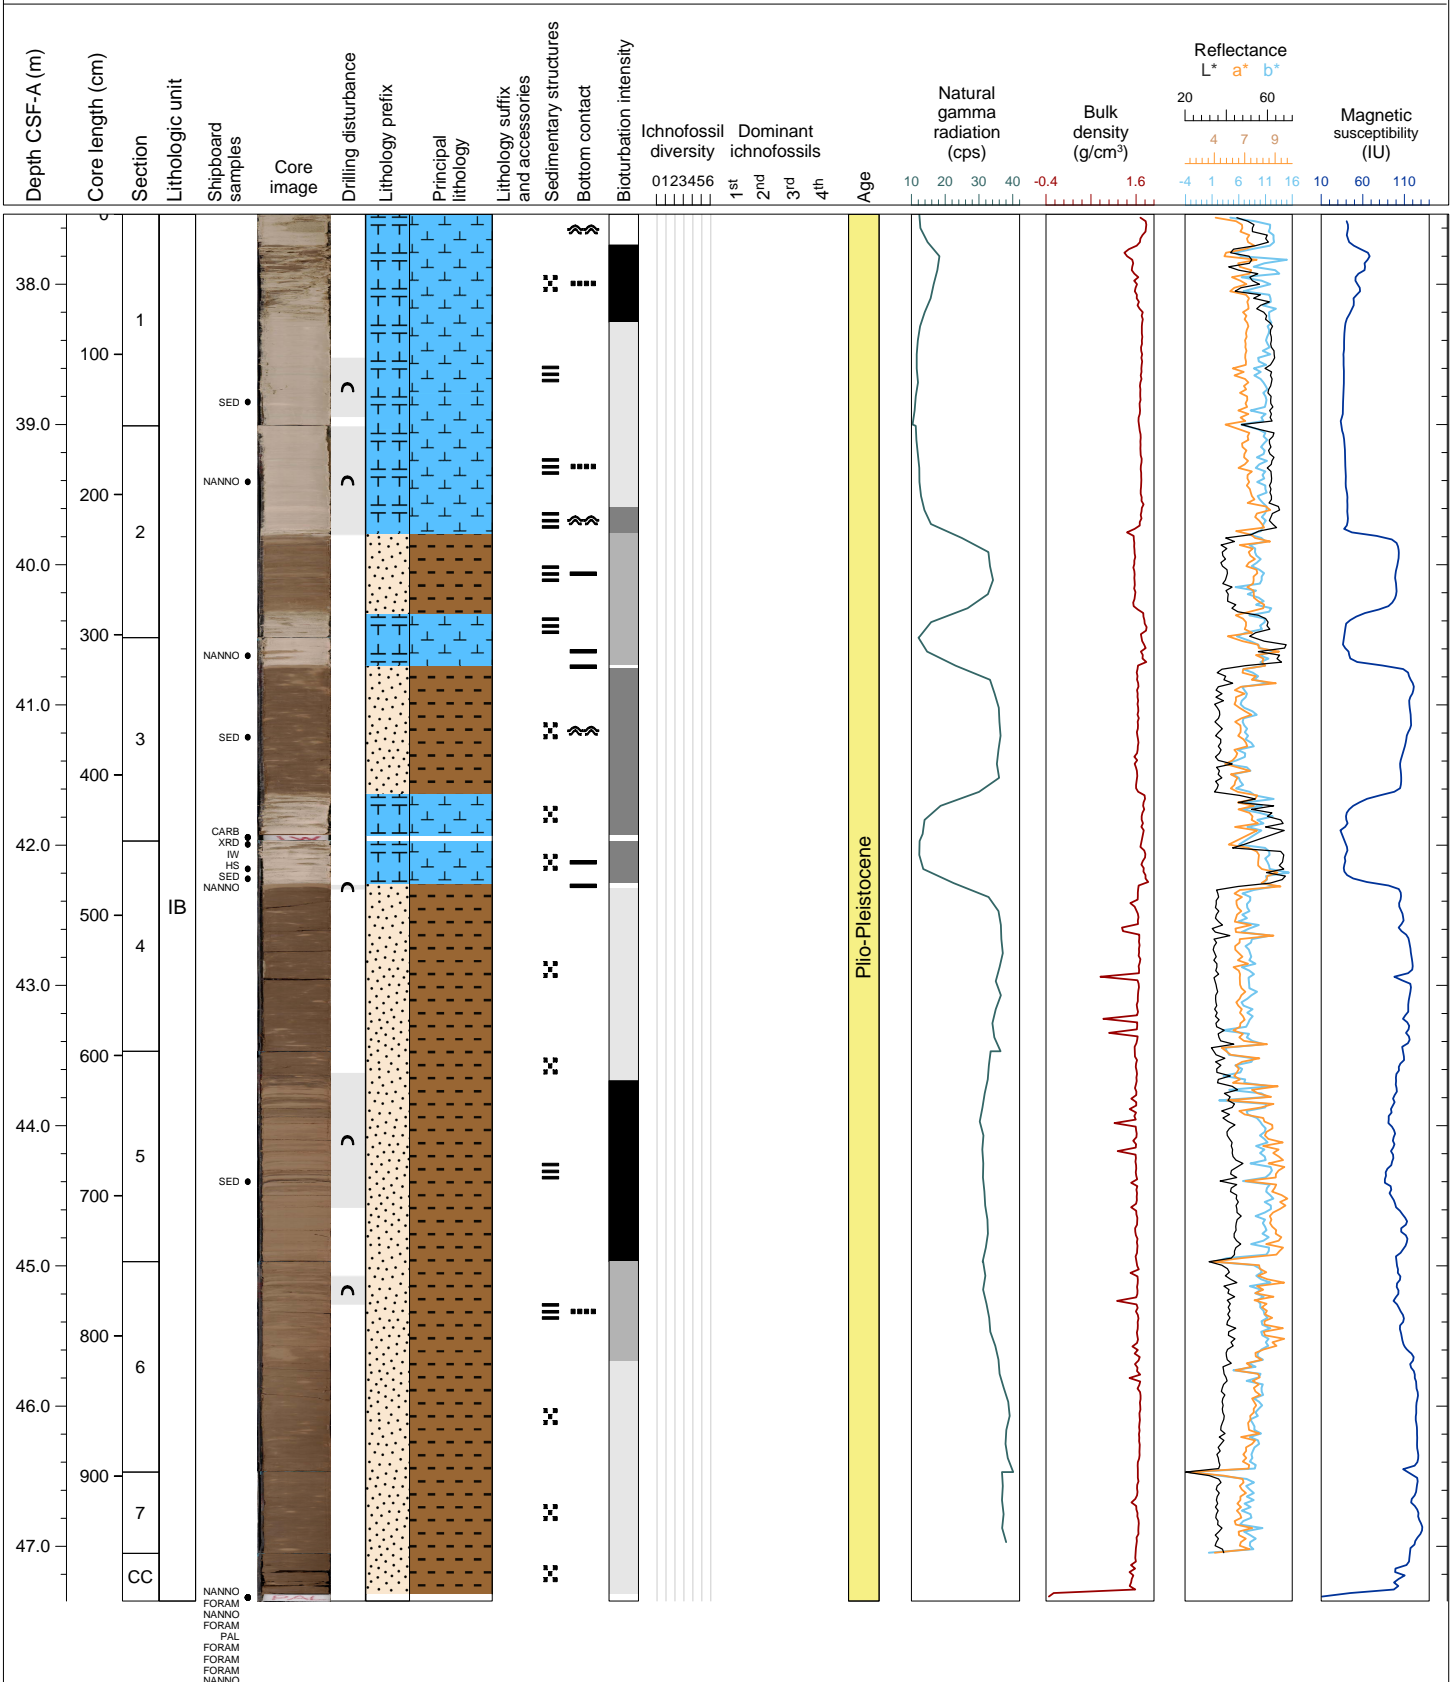 Depth CSF-A (m)
Core length (cm)
Section
Lithologic unit
Shipboard
samples
Core
image
Drilling disturbance
Lithology prefix
Principal
lithology
Lithology suffix
and accessories
Sedimentary structures
Bottom contact
Bioturbation intensity
Ichnofossil
diversity
0123456
Dominant
ichnofossils
1st
2nd
3rd
4th
Age
Natural
gamma
radiation
(cps)
10 20 30 40
Bulk
density
(g/cm³)
-0.4 1.6
Reflectance
L* a* b*
20 60
4 7 9
-4 1 6 11 16
Magnetic
susceptibility
(IU)
10 60 110
0
38.0
100
39.0
200
40.0
300
41.0
400
42.0
500
43.0
600
44.0
700
45.0
800
46.0
900
47.0
1
2
3
4
5
6
7
CC
IB
SED
NANNO
NANNO
SED
CARB
XRD
IW
HS
SED
NANNO
SED
NANNO
FORAM
NANNO
FORAM
PAL
FORAM
FORAM
FORAM
NANNO
IW
PAL
Plio-Pleistocene